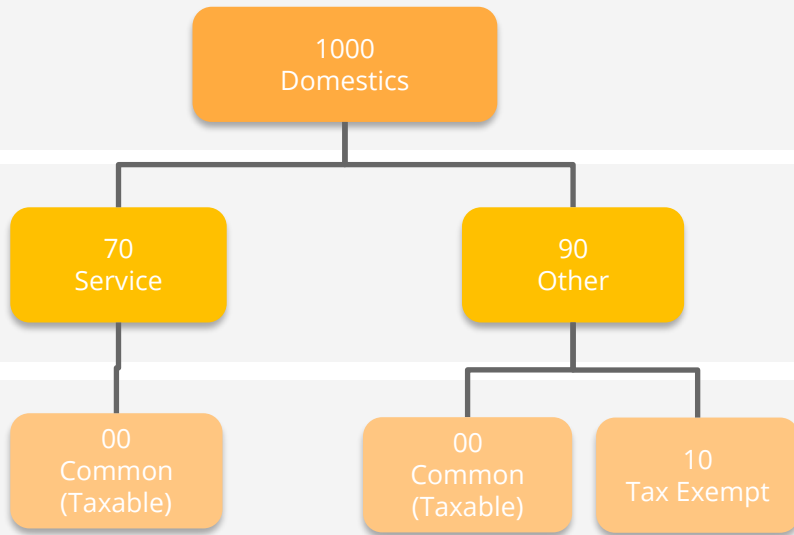 1000
Domestics
70
Service
90
Other
00
Common
(Taxable)
00
Common
(Taxable)
10
Tax Exempt